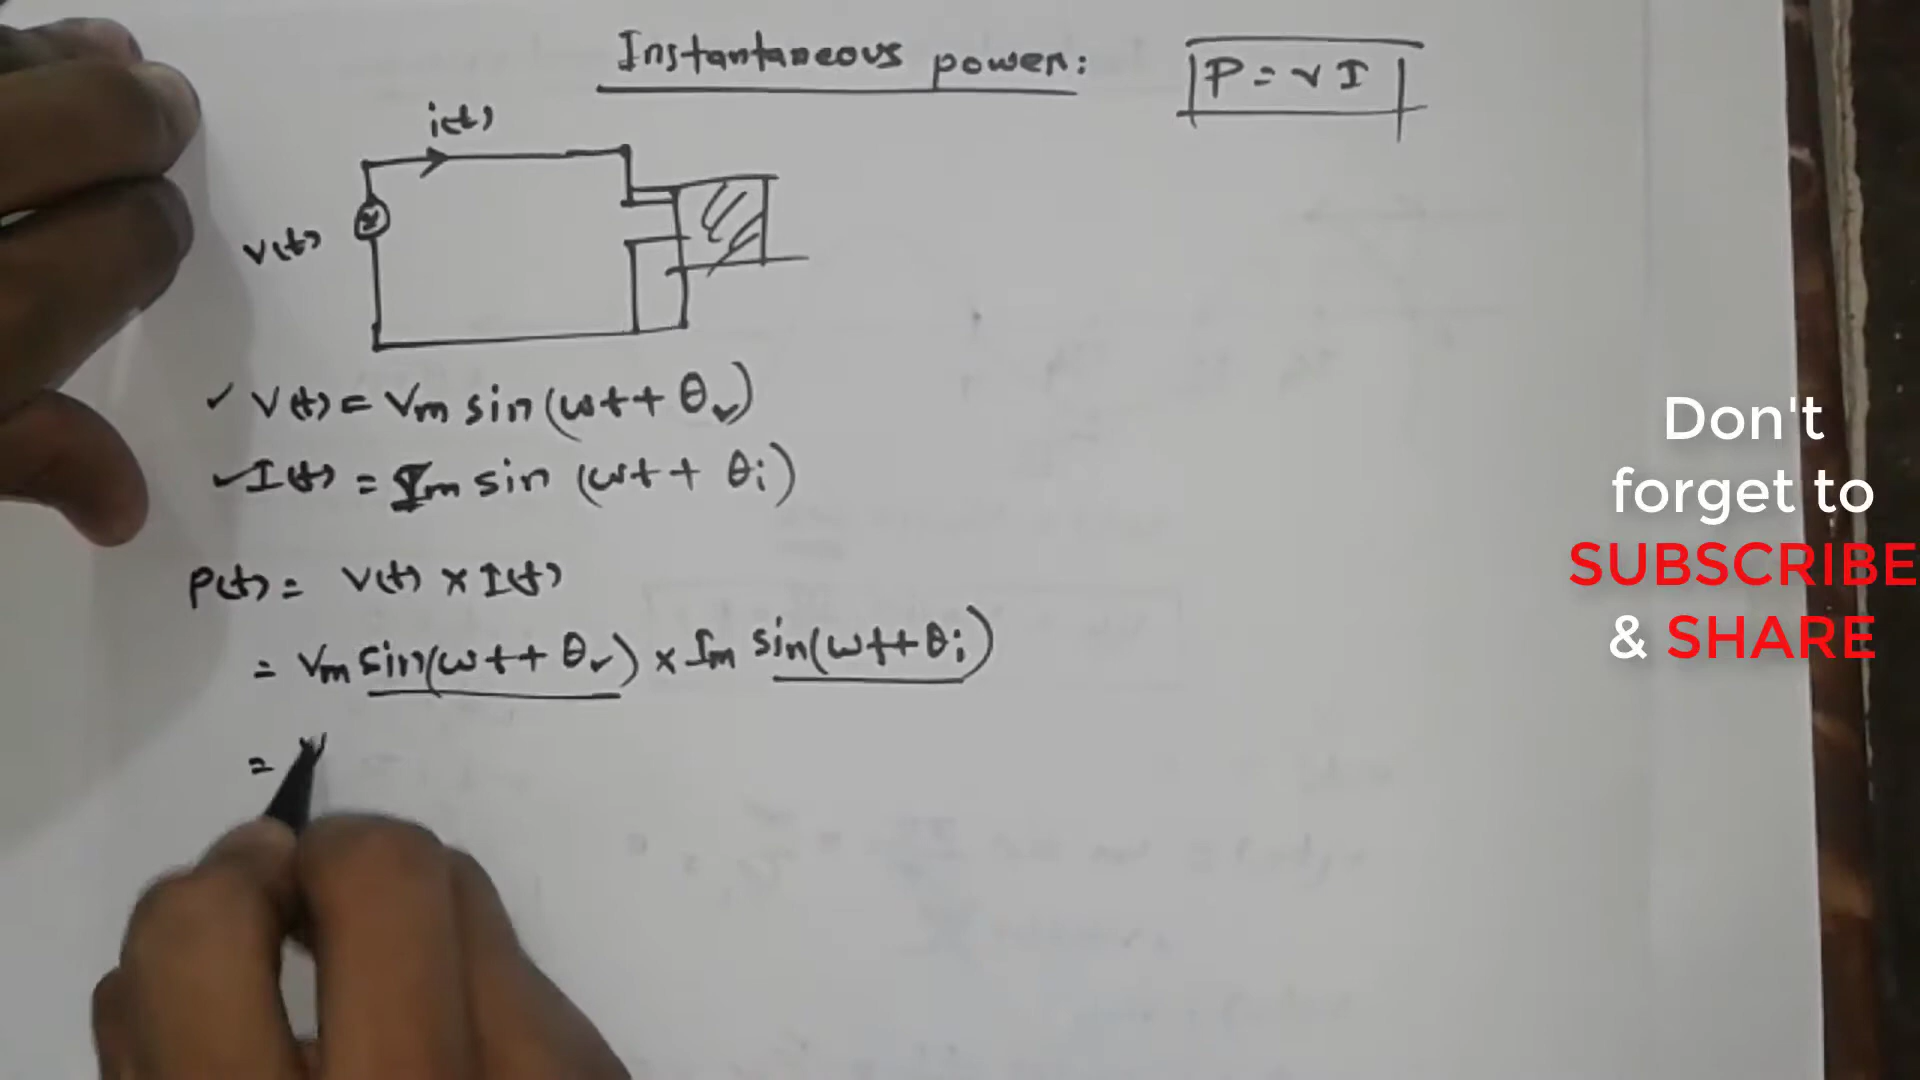 Instantaneous power:
P = V I
i(t)
V(t)
✓ V(t) = Vm sin(ωt + θv)
✓ I(t) = Im sin (ωt + θi)
P(t) = V(t) × I(t)
= Vm sin(ωt + θv) × Im sin(ωt + θi)
= V
Don't
forget to
SUBSCRIBE
& SHARE